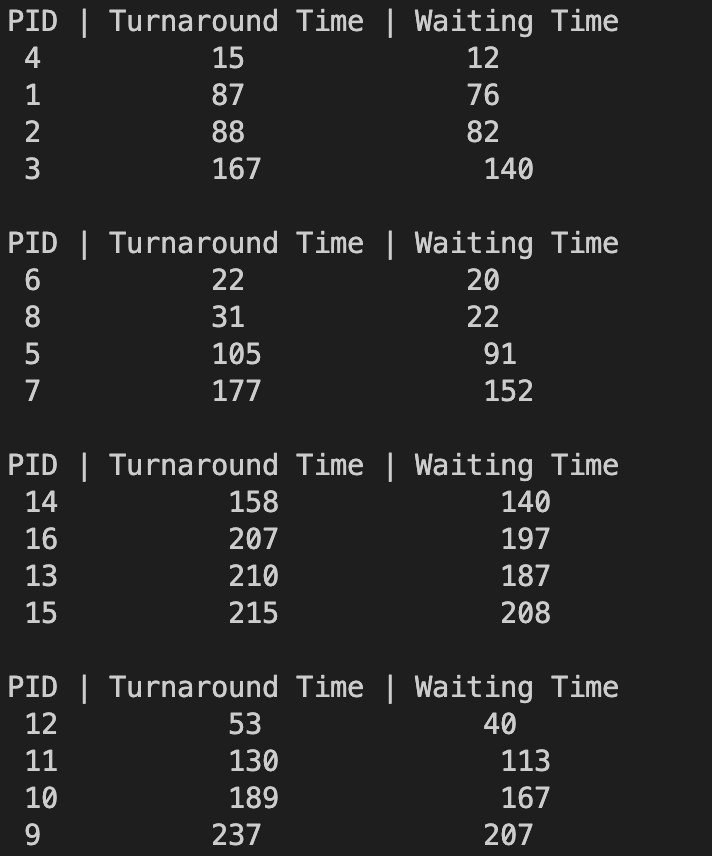 PID | Turnaround Time | Waiting Time
4 15 12
1 87 76
2 88 82
3 167 140
PID | Turnaround Time | Waiting Time
6 22 20
8 31 22
5 105 91
7 177 152
PID | Turnaround Time | Waiting Time
14 158 140
16 207 197
13 210 187
15 215 208
PID | Turnaround Time | Waiting Time
12 53 40
11 130 113
10 189 167
9 237 207